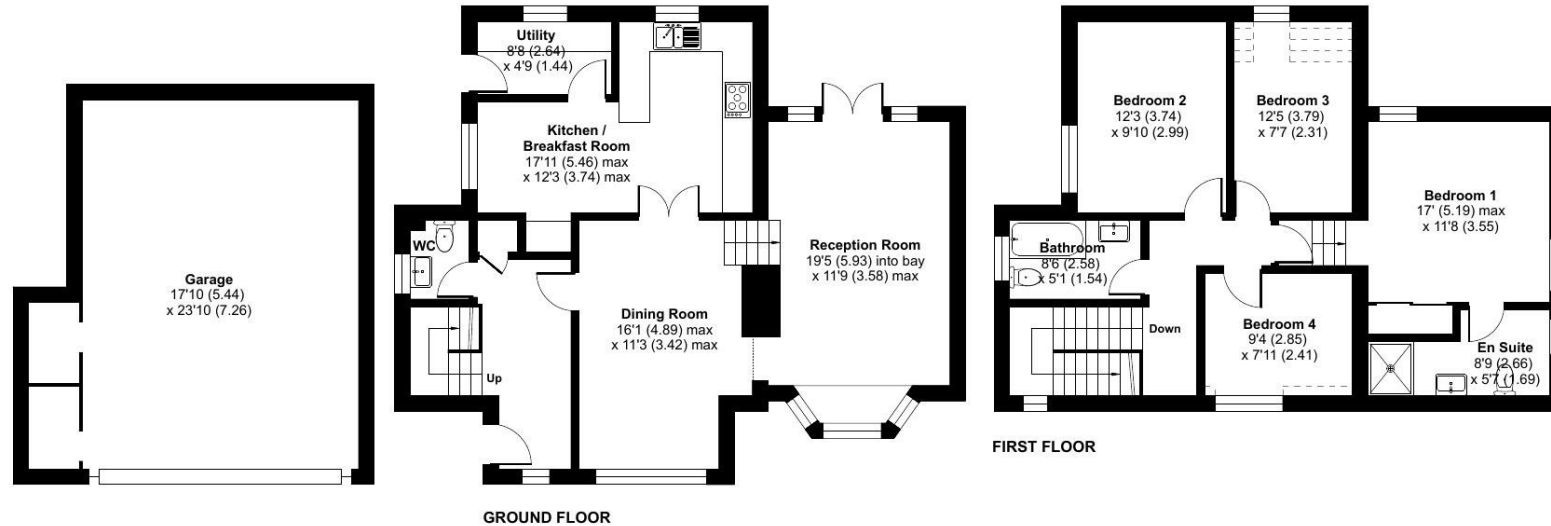 Garage
17'10 (5.44)
x 23'10 (7.26)
Utility
8'8 (2.64)
x 4'9 (1.44)
Kitchen /
Breakfast Room
17'11 (5.46) max
x 12'3 (3.74) max
WC
Up
Dining Room
16'1 (4.89) max
x 11'3 (3.42) max
Reception Room
19'5 (5.93) into bay
x 11'9 (3.58) max
GROUND FLOOR
Bedroom 2
12'3 (3.74)
x 9'10 (2.99)
Bedroom 3
12'5 (3.79)
x 7'7 (2.31)
Bedroom 1
17' (5.19) max
x 11'8 (3.55)
Bathroom
8'6 (2.58)
x 5'1 (1.54)
Down
Bedroom 4
9'4 (2.85)
x 7'11 (2.41)
En Suite
8'9 (2.66)
x 5'7 (1.69)
FIRST FLOOR